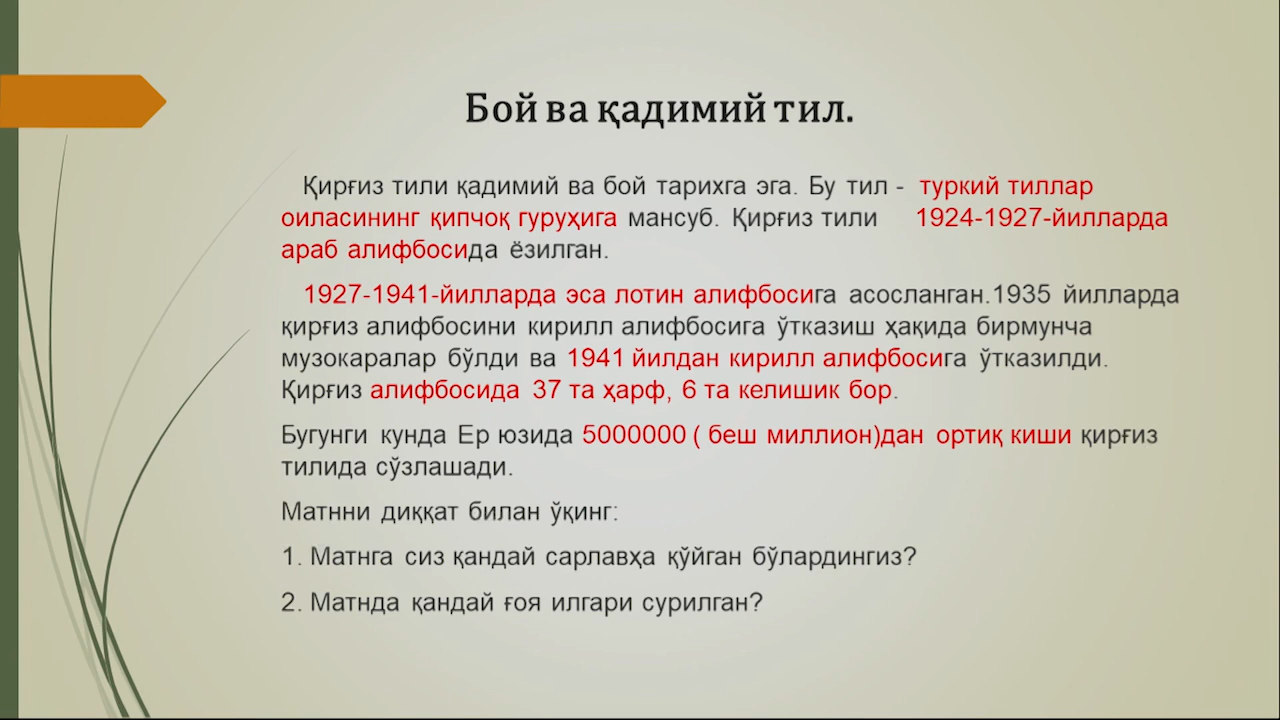 Бой ва қадимий тил.
Қирғиз тили қадимий ва бой тарихга эга. Бу тил - туркий тиллар
оиласининг қипчоқ гуруҳига мансуб. Қирғиз тили 1924-1927-йилларда
араб алифбосида ёзилган.
1927-1941-йилларда эса лотин алифбосига асосланган.1935 йилларда
қирғиз алифбосини кирилл алифбосига ўтказиш ҳақида бирмунча
музокаралар бўлди ва 1941 йилдан кирилл алифбосига ўтказилди.
Қирғиз алифбосида 37 та ҳарф, 6 та келишик бор.
Бугунги кунда Ер юзида 5000000 ( беш миллион)дан ортиқ киши қирғиз
тилида сўзлашади.
Матнни диққат билан ўқинг:
1. Матнга сиз қандай сарлавҳа қўйган бўлардингиз?
2. Матнда қандай ғоя илгари сурилган?